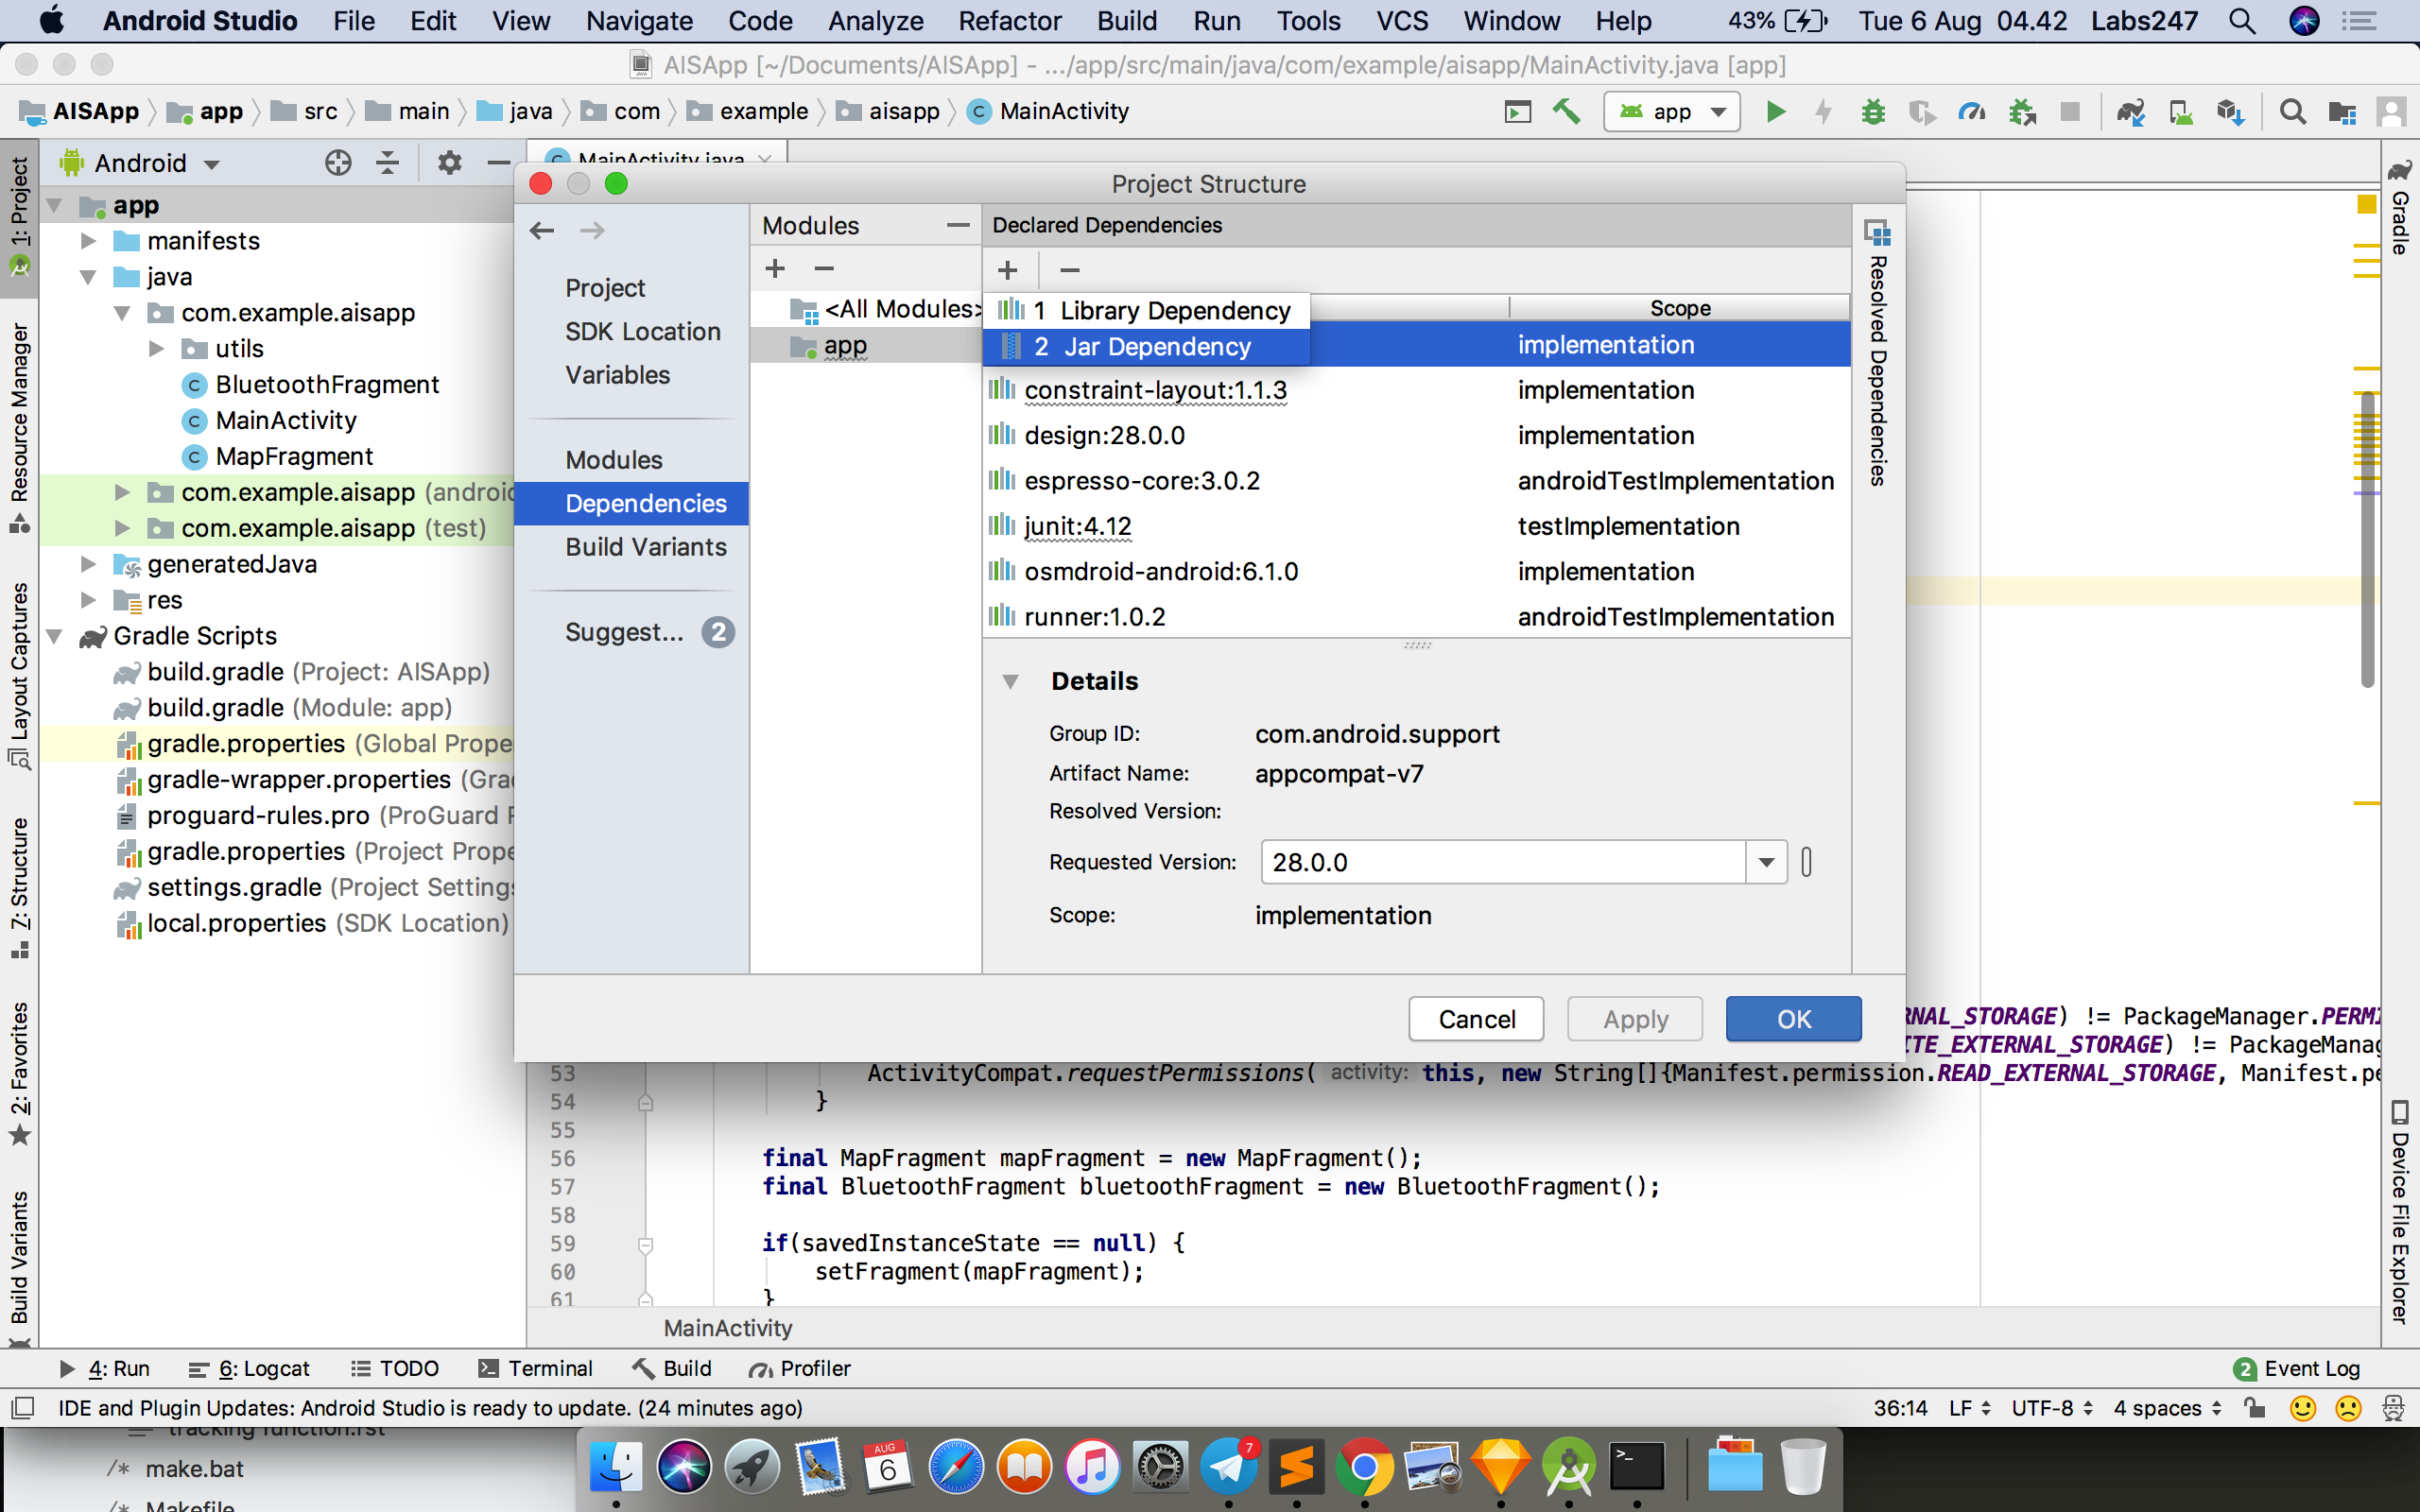 Android Studio File Edit View Navigate Code Analyze Refactor Build Run Tools VCS Window Help 43% Tue 6 Aug 04.42 Labs247
AISApp [~/Documents/AISApp] - .../app/src/main/java/com/example/aisapp/MainActivity.java [app]
AISApp app src main java com example aisapp MainActivity app
Android
MainActivity.java
1: Project
Resource Manager
Layout Captures
7: Structure
2: Favorites
Build Variants
app
manifests
java
com.example.aisapp
utils
BluetoothFragment
MainActivity
MapFragment
com.example.aisapp (android
com.example.aisapp (test)
generatedJava
res
Gradle Scripts
build.gradle (Project: AISApp)
build.gradle (Module: app)
gradle.properties (Global Prope
gradle-wrapper.properties (Grad
proguard-rules.pro (ProGuard
gradle.properties (Project Prope
settings.gradle (Project Settings
local.properties (SDK Location)
Project Structure
Project
SDK Location
Variables
Modules
Dependencies
Build Variants
Suggest... 2
Modules
<All Modules>
app
Declared Dependencies
1 Library Dependency
2 Jar Dependency
Scope
implementation
constraint-layout:1.1.3 implementation
design:28.0.0 implementation
espresso-core:3.0.2 androidTestImplementation
junit:4.12 testImplementation
osmdroid-android:6.1.0 implementation
runner:1.0.2 androidTestImplementation
Details
Group ID: com.android.support
Artifact Name: appcompat-v7
Resolved Version:
Requested Version: 28.0.0
Scope: implementation
Resolved Dependencies
Cancel Apply OK
Gradle
Device File Explorer
RNAL_STORAGE) != PackageManager.PERMI
ITE_EXTERNAL_STORAGE) != PackageManag
53 ActivityCompat.requestPermissions( activity: this, new String[]{Manifest.permission.READ_EXTERNAL_STORAGE, Manifest.pe
54 }
55
56 final MapFragment mapFragment = new MapFragment();
57 final BluetoothFragment bluetoothFragment = new BluetoothFragment();
58
59 if(savedInstanceState == null) {
60 setFragment(mapFragment);
61 }
MainActivity
4: Run 6: Logcat TODO Terminal Build Profiler 2 Event Log
IDE and Plugin Updates: Android Studio is ready to update. (24 minutes ago) 36:14 LF UTF-8 4 spaces
tracking function.rst
/* make.bat
/* Makefile
AUG
6
7